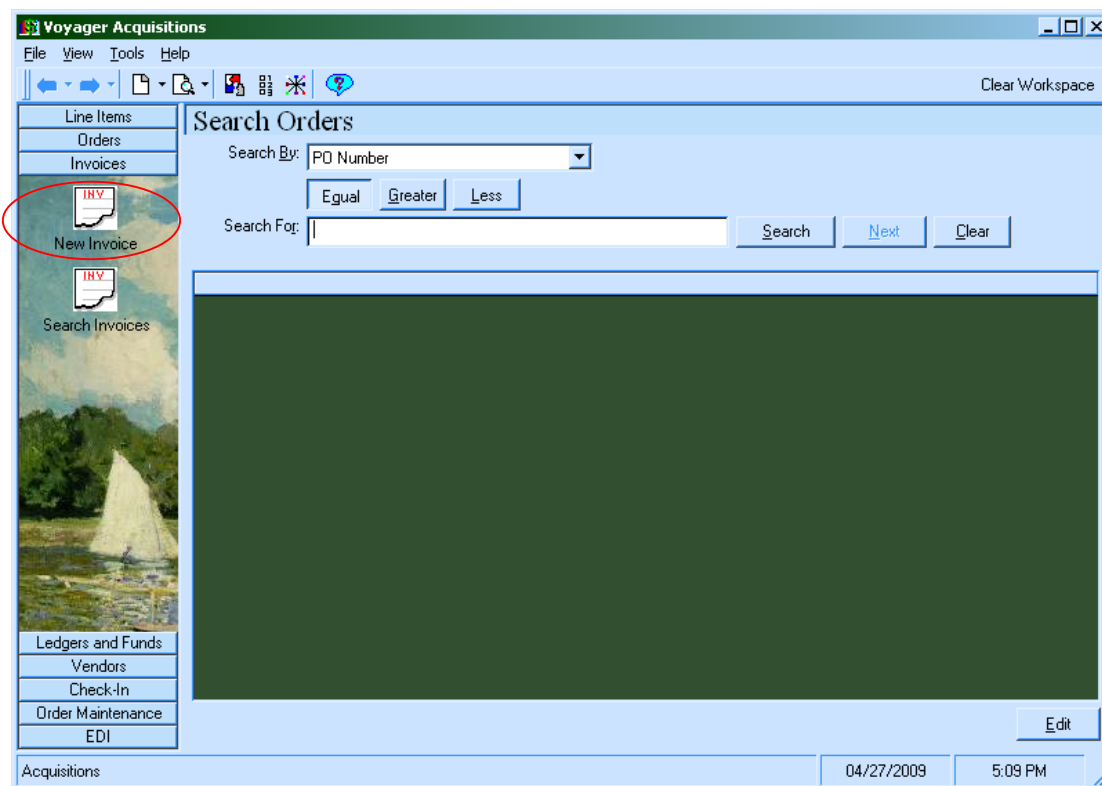 Voyager Acquisitions
File View Tools Help
Clear Workspace
Line Items
Orders
Invoices
INV
New Invoice
INV
Search Invoices
Ledgers and Funds
Vendors
Check-In
Order Maintenance
EDI
Search Orders
Search By: PO Number
Equal Greater Less
Search For: Search Next Clear
Edit
Acquisitions 04/27/2009 5:09 PM